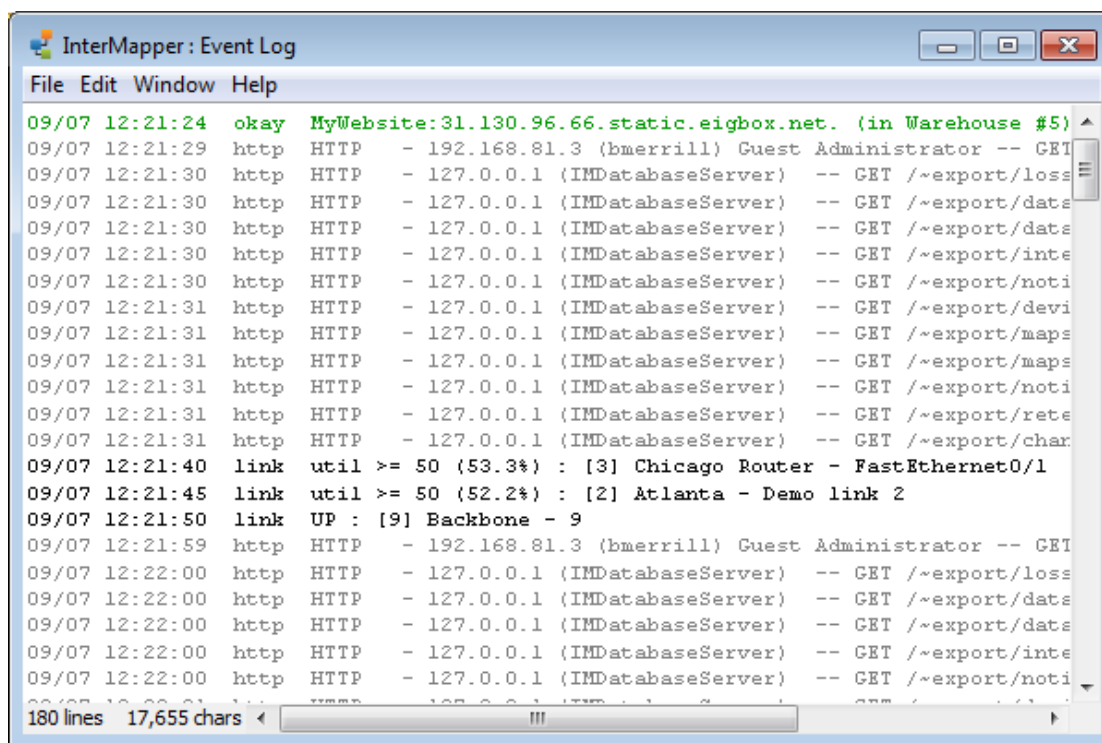 InterMapper : Event Log
File Edit Window Help
09/07 12:21:24 okay MyWebsite:31.130.96.66.static.eigbox.net. (in Warehouse #5)
09/07 12:21:29 http HTTP - 192.168.81.3 (bmerrill) Guest Administrator -- GET
09/07 12:21:30 http HTTP - 127.0.0.1 (IMDatabaseServer) -- GET /~export/loss
09/07 12:21:30 http HTTP - 127.0.0.1 (IMDatabaseServer) -- GET /~export/data
09/07 12:21:30 http HTTP - 127.0.0.1 (IMDatabaseServer) -- GET /~export/data
09/07 12:21:30 http HTTP - 127.0.0.1 (IMDatabaseServer) -- GET /~export/inte
09/07 12:21:30 http HTTP - 127.0.0.1 (IMDatabaseServer) -- GET /~export/noti
09/07 12:21:31 http HTTP - 127.0.0.1 (IMDatabaseServer) -- GET /~export/devi
09/07 12:21:31 http HTTP - 127.0.0.1 (IMDatabaseServer) -- GET /~export/maps
09/07 12:21:31 http HTTP - 127.0.0.1 (IMDatabaseServer) -- GET /~export/maps
09/07 12:21:31 http HTTP - 127.0.0.1 (IMDatabaseServer) -- GET /~export/noti
09/07 12:21:31 http HTTP - 127.0.0.1 (IMDatabaseServer) -- GET /~export/rete
09/07 12:21:31 http HTTP - 127.0.0.1 (IMDatabaseServer) -- GET /~export/chan
09/07 12:21:40 link util >= 50 (53.3%) : [3] Chicago Router - FastEthernet0/1
09/07 12:21:45 link util >= 50 (52.2%) : [2] Atlanta - Demo link 2
09/07 12:21:50 link UP : [9] Backbone - 9
09/07 12:21:59 http HTTP - 192.168.81.3 (bmerrill) Guest Administrator -- GET
09/07 12:22:00 http HTTP - 127.0.0.1 (IMDatabaseServer) -- GET /~export/loss
09/07 12:22:00 http HTTP - 127.0.0.1 (IMDatabaseServer) -- GET /~export/data
09/07 12:22:00 http HTTP - 127.0.0.1 (IMDatabaseServer) -- GET /~export/data
09/07 12:22:00 http HTTP - 127.0.0.1 (IMDatabaseServer) -- GET /~export/inte
09/07 12:22:00 http HTTP - 127.0.0.1 (IMDatabaseServer) -- GET /~export/noti
180 lines 17,655 chars